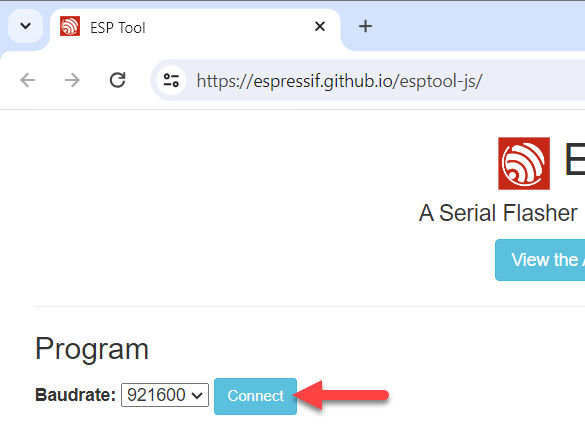 ESP Tool
https://espressif.github.io/esptool-js/
A Serial Flasher
View the
Program
Baudrate: 921600 Connect